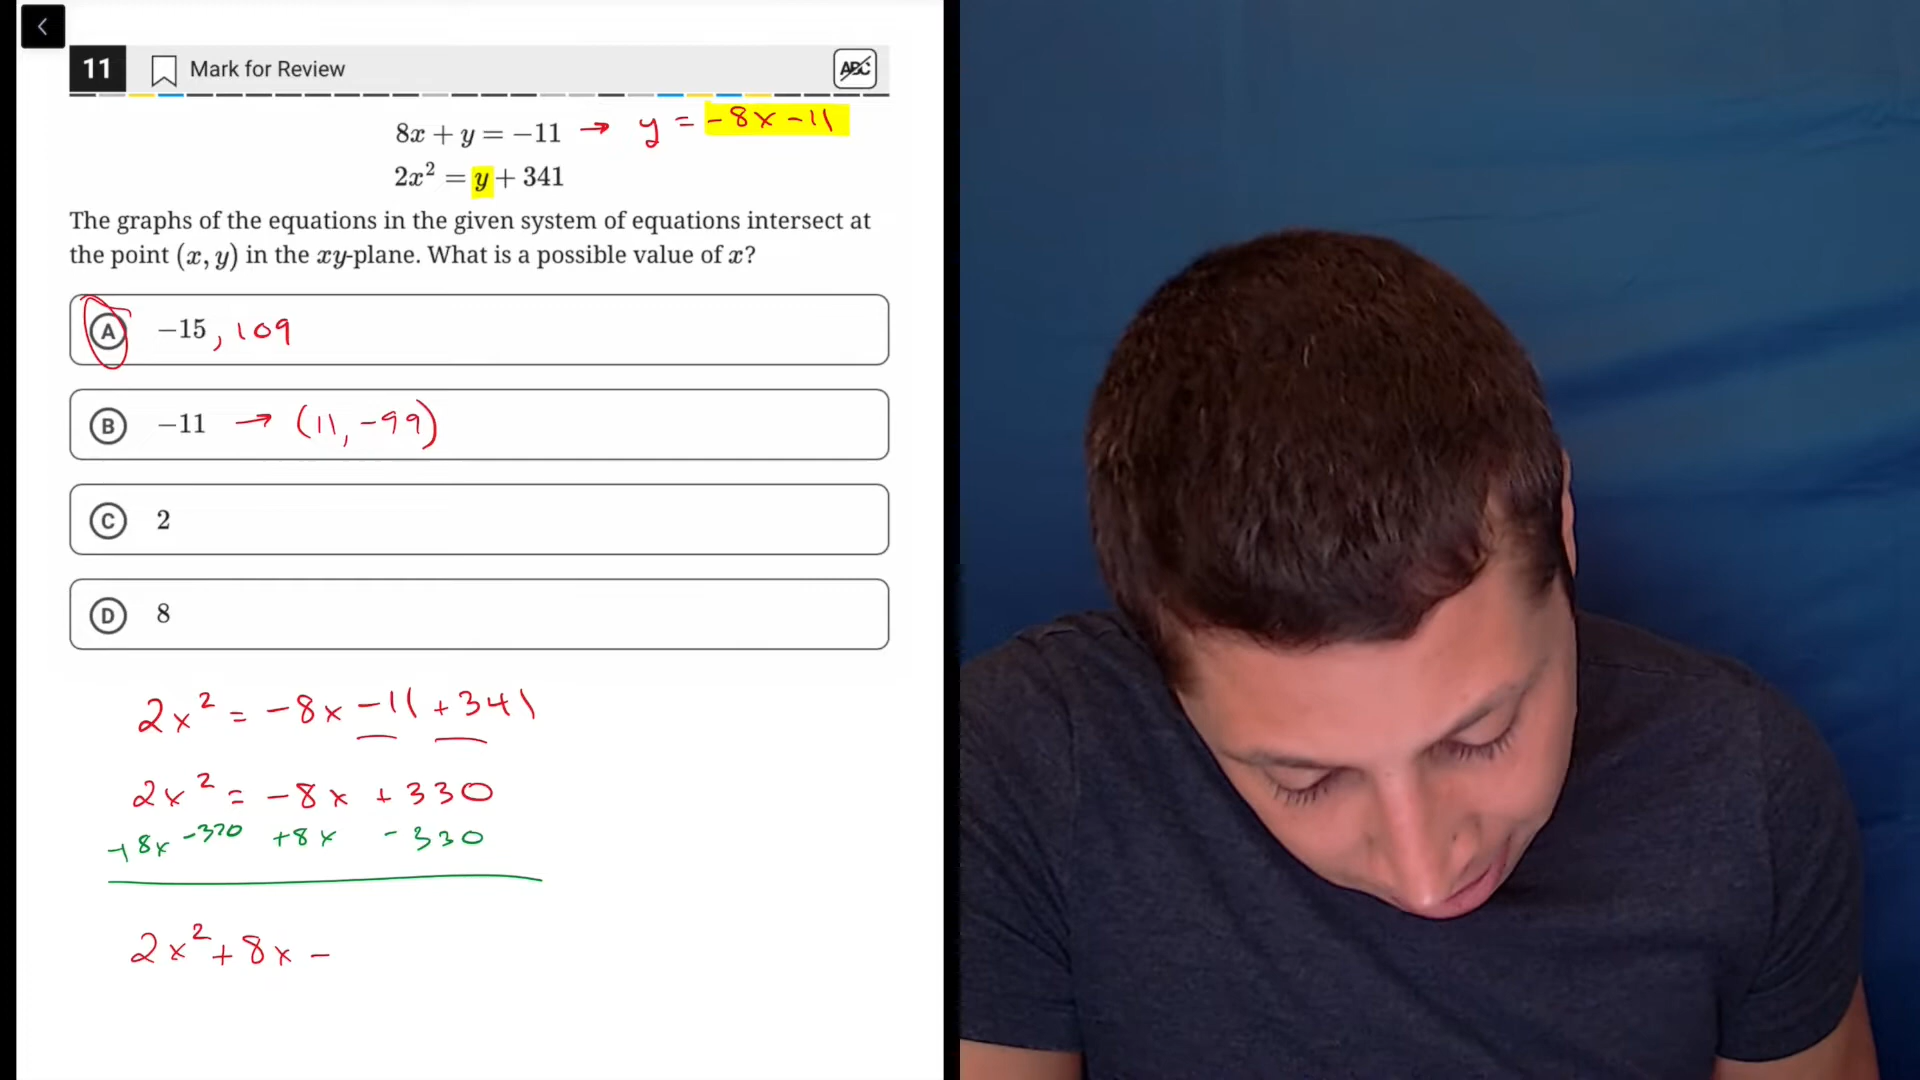 11 Mark for Review ABC
8x + y = −11 → y = -8x-11
2x² = y + 341
The graphs of the equations in the given system of equations intersect at
the point (x, y) in the xy-plane. What is a possible value of x?
A −15, 109
B −11 → (11, -99)
C 2
D 8
2x² = -8x -11 +341
2x² = -8x + 330
+8x -330 +8x -330
2x² + 8x -